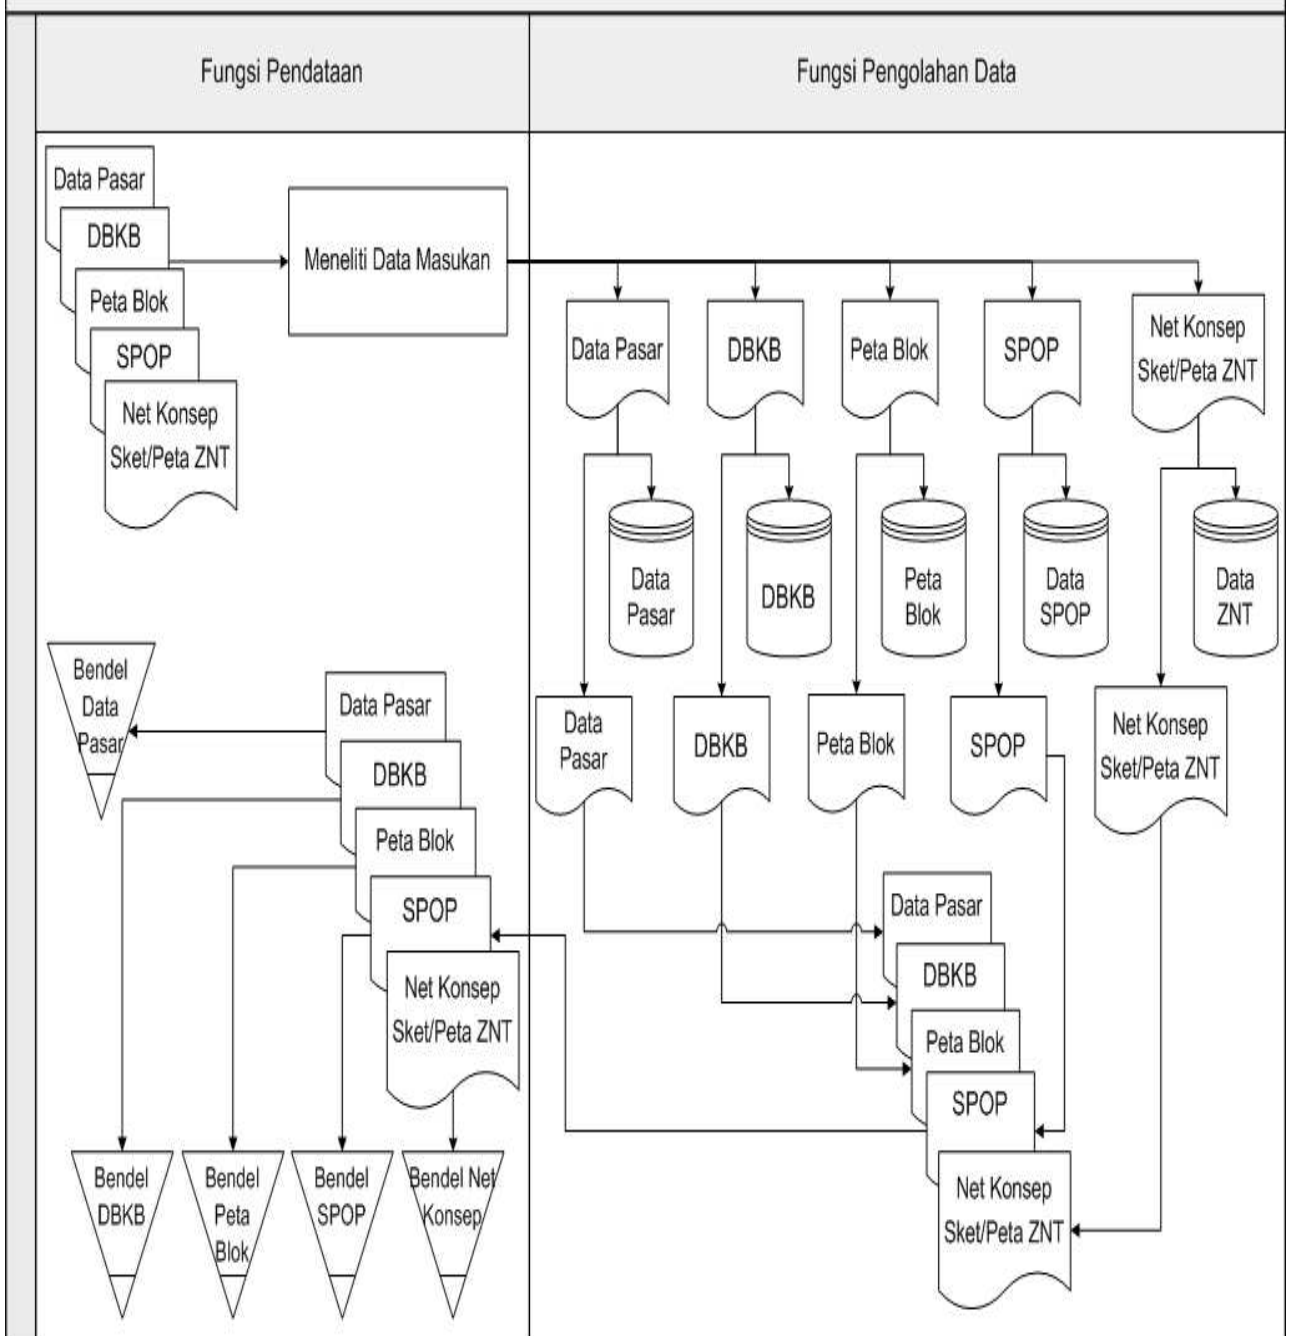 Fungsi Pendataan
Fungsi Pengolahan Data
Data Pasar
DBKB
Peta Blok
SPOP
Net Konsep
Sket/Peta ZNT
Meneliti Data Masukan
Data Pasar
DBKB
Peta Blok
SPOP
Net Konsep
Sket/Peta ZNT
Data
Pasar
DBKB
Peta
Blok
Data
SPOP
Data
ZNT
Data
Pasar
DBKB
Peta Blok
SPOP
Net Konsep
Sket/Peta ZNT
Data Pasar
DBKB
Peta Blok
SPOP
Net Konsep
Sket/Peta ZNT
Data Pasar
DBKB
Peta Blok
SPOP
Net Konsep
Sket/Peta ZNT
Bendel
Data
Pasar
Bendel
DBKB
Bendel
Peta
Blok
Bendel
SPOP
Bendel Net
Konsep